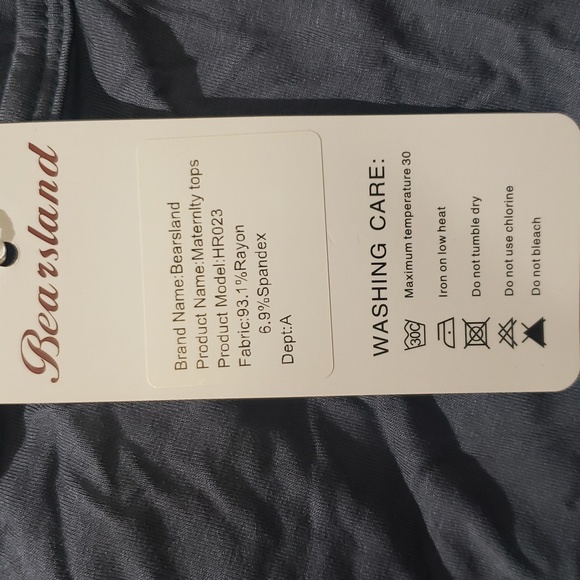 Bearsland
Brand Name:Bearsland
Product Name:Maternity tops
Product Model:HR023
Fabric:93.1%Rayon
6.9%Spandex
Dept:A
WASHING CARE:
30C Maximum temperature 30
Iron on low heat
Do not tumble dry
Do not use chlorine
Do not bleach